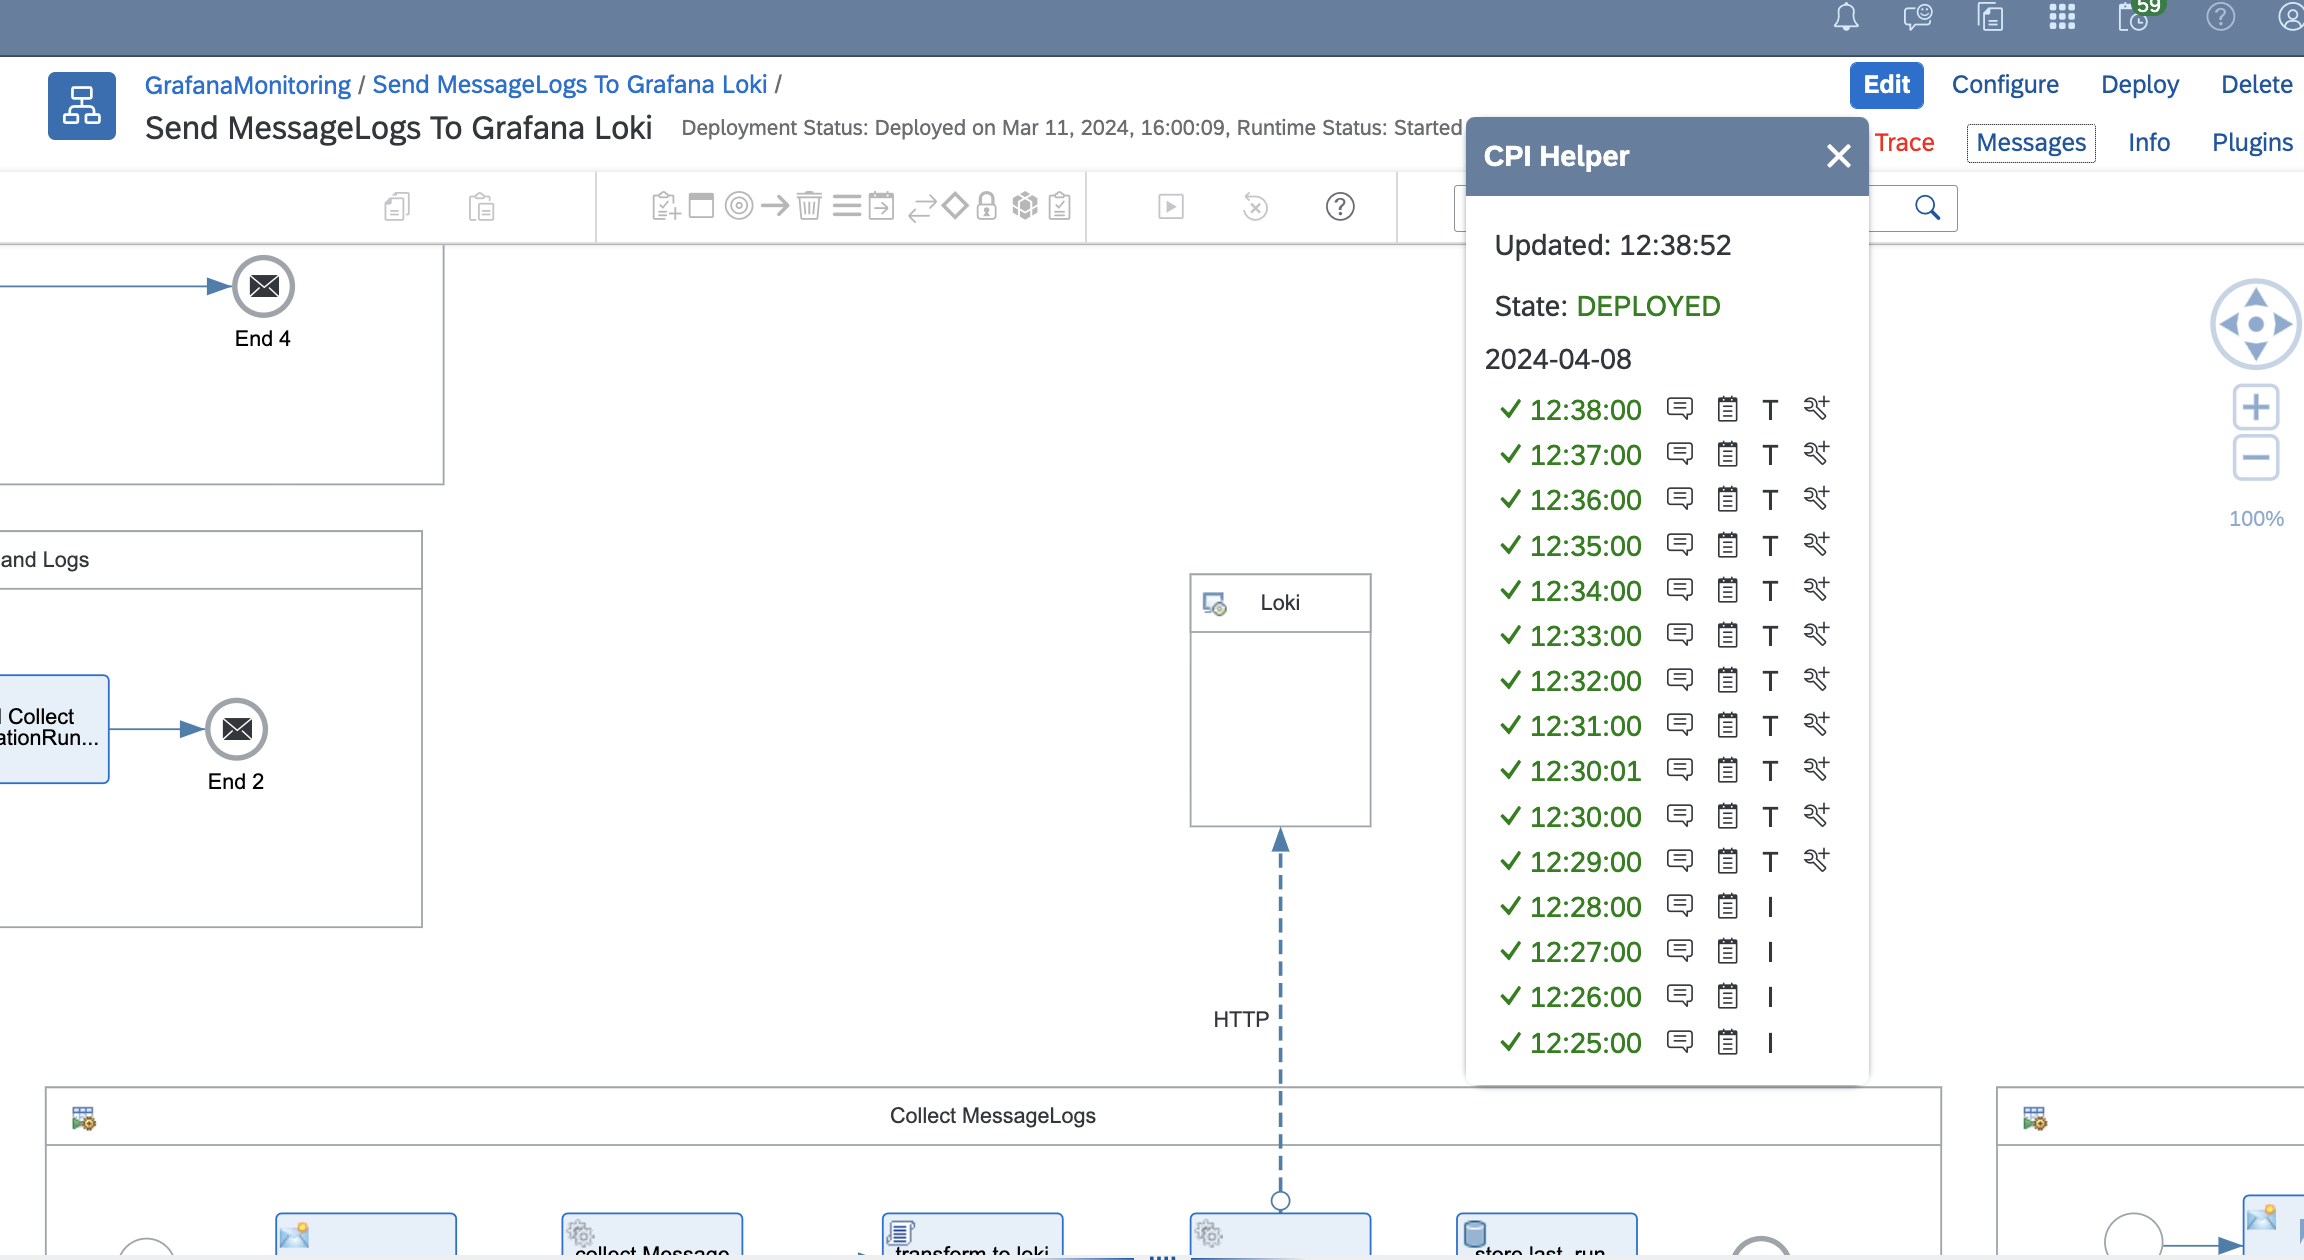 59
GrafanaMonitoring / Send MessageLogs To Grafana Loki /
Send MessageLogs To Grafana Loki
Deployment Status: Deployed on Mar 11, 2024, 16:00:09, Runtime Status: Started
Edit
Configure
Deploy
Delete
Trace
Messages
Info
Plugins
CPI Helper
Updated: 12:38:52
State: DEPLOYED
2024-04-08
12:38:00 T
12:37:00 T
12:36:00 T
12:35:00 T
12:34:00 T
12:33:00 T
12:32:00 T
12:31:00 T
12:30:01 T
12:30:00 T
12:29:00 T
12:28:00 I
12:27:00 I
12:26:00 I
12:25:00 I
100%
End 4
and Logs
Collect
ationRun...
End 2
Loki
HTTP
Collect MessageLogs
collect Message
transform to loki
store last_run